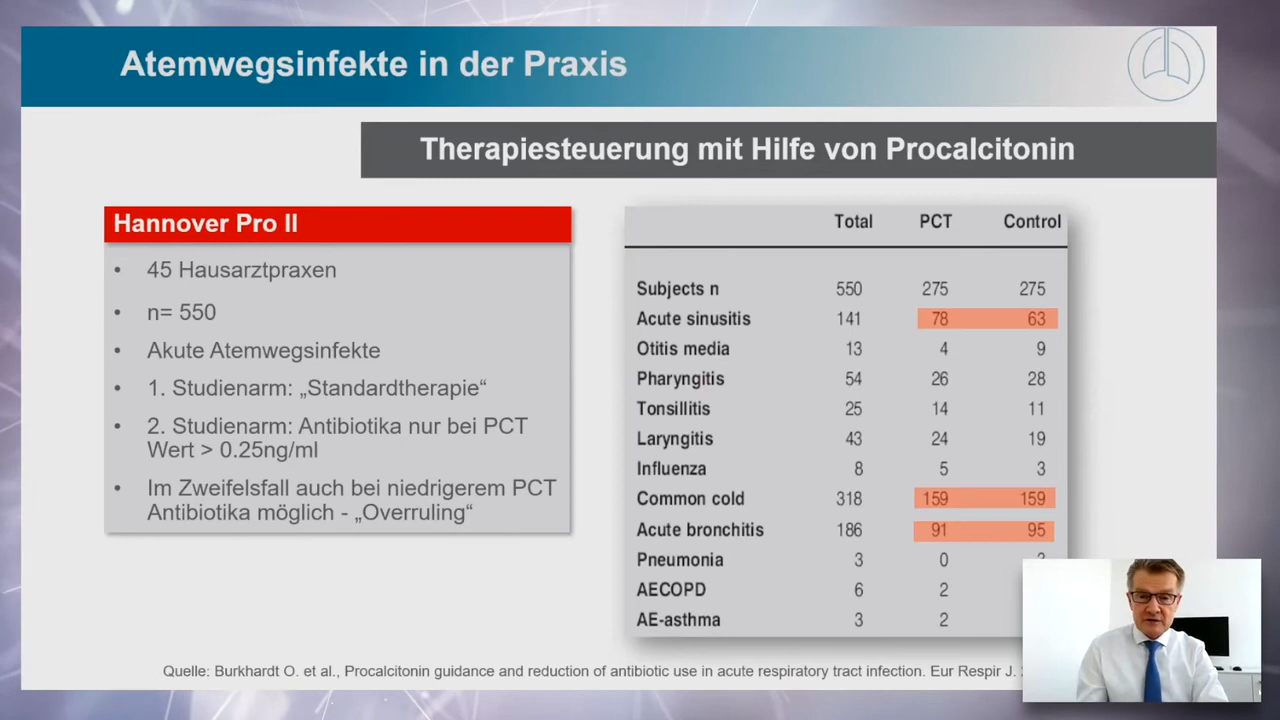 Atemwegsinfekte in der Praxis
Therapiesteuerung mit Hilfe von Procalcitonin
Hannover Pro II
• 45 Hausarztpraxen
• n= 550
• Akute Atemwegsinfekte
• 1. Studienarm: „Standardtherapie“
• 2. Studienarm: Antibiotika nur bei PCT
Wert > 0.25ng/ml
• Im Zweifelsfall auch bei niedrigerem PCT
Antibiotika möglich - „Overruling“
Total PCT Control
Subjects n 550 275 275
Acute sinusitis 141 78 63
Otitis media 13 4 9
Pharyngitis 54 26 28
Tonsillitis 25 14 11
Laryngitis 43 24 19
Influenza 8 5 3
Common cold 318 159 159
Acute bronchitis 186 91 95
Pneumonia 3 0
AECOPD 6 2
AE-asthma 3 2
Quelle: Burkhardt O. et al., Procalcitonin guidance and reduction of antibiotic use in acute respiratory tract infection. Eur Respir J.